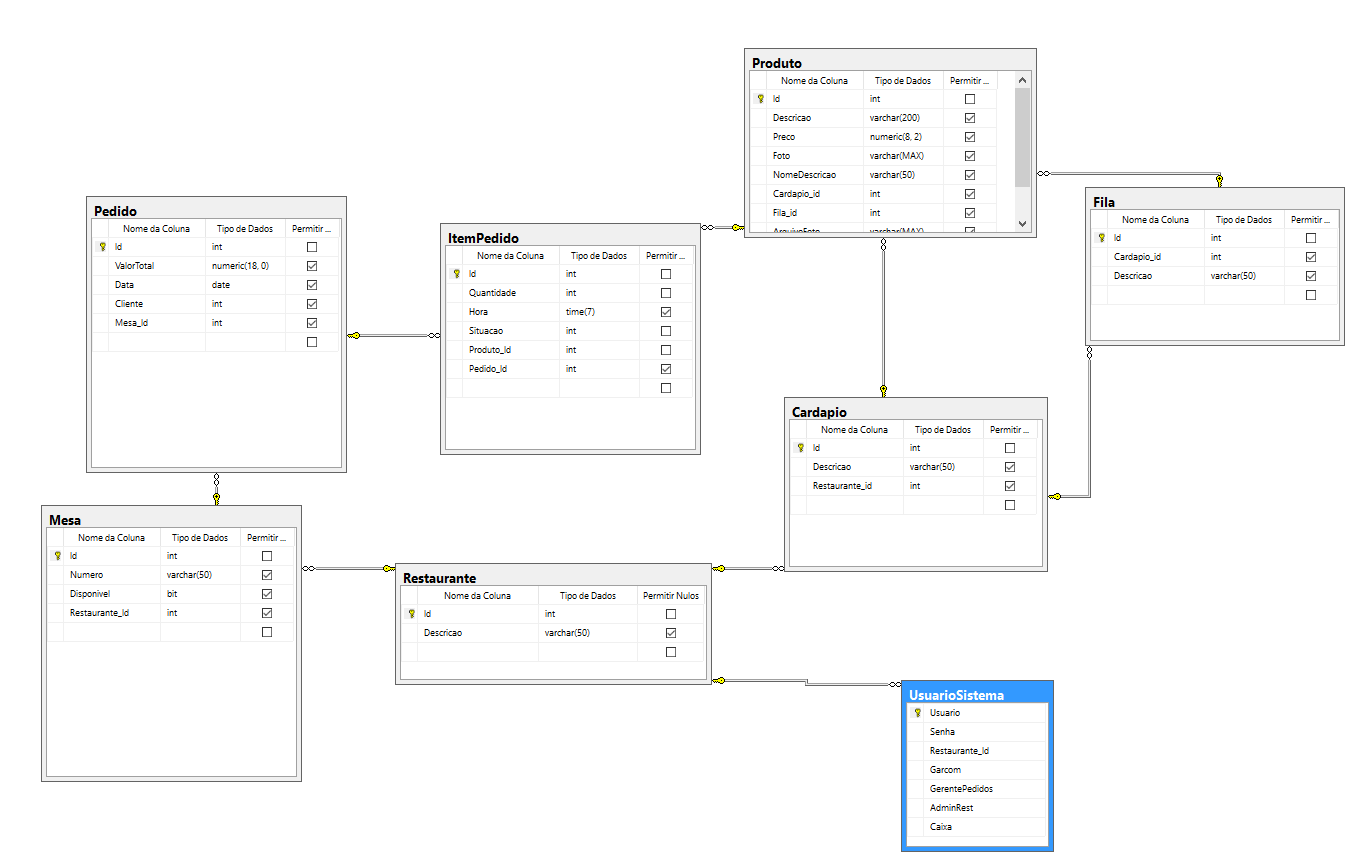 Produto
Nome da Coluna Tipo de Dados Permitir ...
Id int
Descricao varchar(200)
Preco numeric(8, 2)
Foto varchar(MAX)
NomeDescricao varchar(50)
Cardapio_id int
Fila_id int
ArquivoFoto varchar(MAX)
Fila
Nome da Coluna Tipo de Dados Permitir ...
Id int
Cardapio_id int
Descricao varchar(50)
Pedido
Nome da Coluna Tipo de Dados Permitir ...
Id int
ValorTotal numeric(18, 0)
Data date
Cliente int
Mesa_Id int
ItemPedido
Nome da Coluna Tipo de Dados Permitir ...
Id int
Quantidade int
Hora time(7)
Situacao int
Produto_Id int
Pedido_Id int
Cardapio
Nome da Coluna Tipo de Dados Permitir ...
Id int
Descricao varchar(50)
Restaurante_id int
Mesa
Nome da Coluna Tipo de Dados Permitir ...
Id int
Numero varchar(50)
Disponivel bit
Restaurante_Id int
Restaurante
Nome da Coluna Tipo de Dados Permitir Nulos
Id int
Descricao varchar(50)
UsuarioSistema
Usuario
Senha
Restaurante_Id
Garcom
GerentePedidos
AdminRest
Caixa